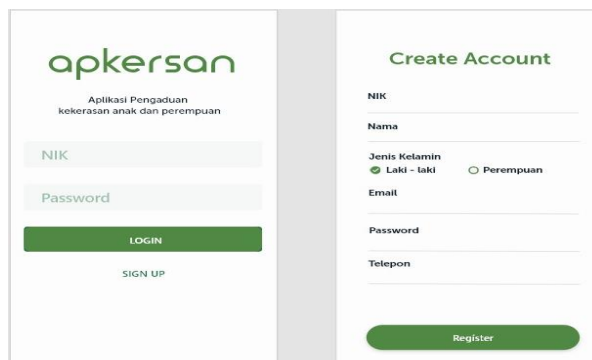 apkersan
Aplikasi Pengaduan
kekerasan anak dan perempuan
NIK
Password
LOGIN
SIGN UP
Create Account
NIK
Nama
Jenis Kelamin
Laki - laki Perempuan
Email
Password
Telepon
Register